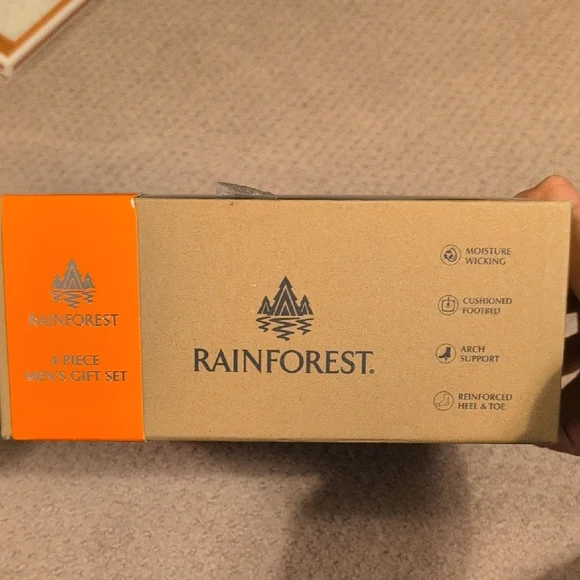 RAINFOREST
4 PIECE
MEN'S GIFT SET
RAINFOREST®
MOISTURE
WICKING
CUSHIONED
FOOTBED
ARCH
SUPPORT
REINFORCED
HEEL & TOE